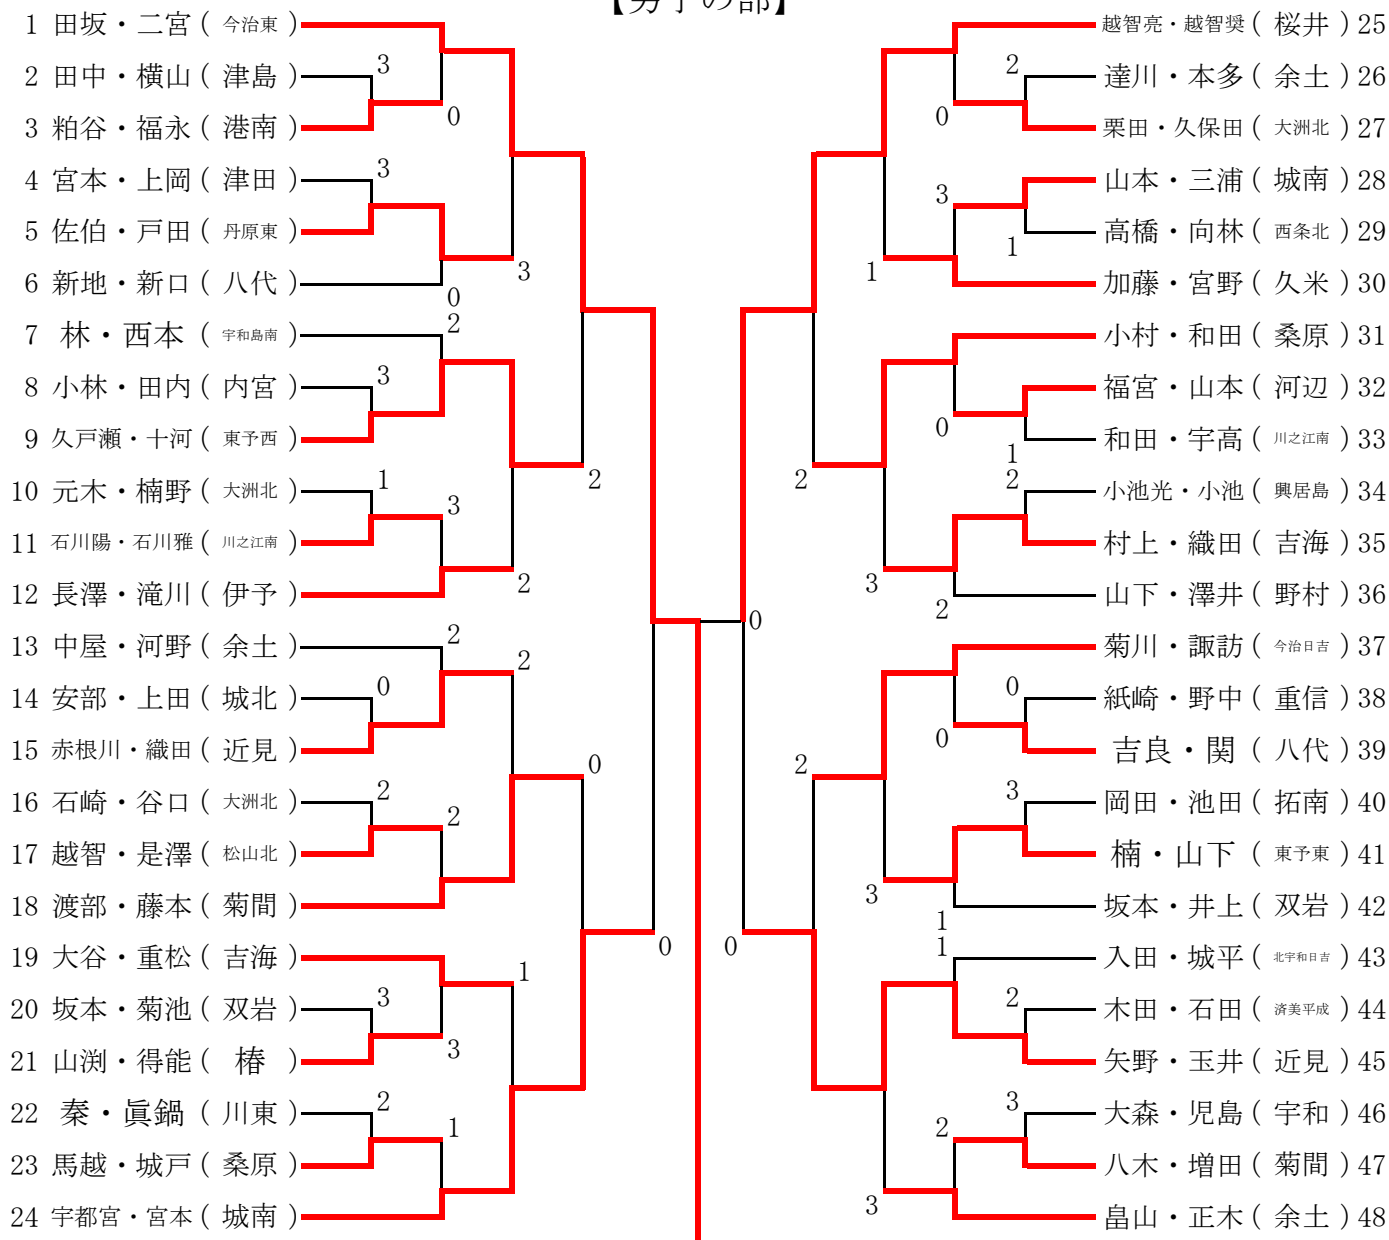 【男子の部】
1 田坂・二宮 ( 今治東 )
2 田中・横山 ( 津島 )
3 粕谷・福永 ( 港南 )
4 宮本・上岡 ( 津田 )
5 佐伯・戸田 ( 丹原東 )
6 新地・新口 ( 八代 )
7 林・西本 ( 宇和島南 )
8 小林・田内 ( 内宮 )
9 久戸瀬・十河 ( 東予西 )
10 元木・楠野 ( 大洲北 )
11 石川陽・石川雅 ( 川之江南 )
12 長澤・滝川 ( 伊予 )
13 中屋・河野 ( 余土 )
14 安部・上田 ( 城北 )
15 赤根川・織田 ( 近見 )
16 石崎・谷口 ( 大洲北 )
17 越智・是澤 ( 松山北 )
18 渡部・藤本 ( 菊間 )
19 大谷・重松 ( 吉海 )
20 坂本・菊池 ( 双岩 )
21 山渕・得能 ( 椿 )
22 秦・眞鍋 ( 川東 )
23 馬越・城戸 ( 桑原 )
24 宇都宮・宮本 ( 城南 )
3
0
3
3
0
2
3
2
1
3
2
2
2
0
0
2
2
1
3
3
0
2
1
越智亮・越智奨 ( 桜井 ) 25
達川・本多 ( 余土 ) 26
栗田・久保田 ( 大洲北 ) 27
山本・三浦 ( 城南 ) 28
高橋・向林 ( 西条北 ) 29
加藤・宮野 ( 久米 ) 30
小村・和田 ( 桑原 ) 31
福宮・山本 ( 河辺 ) 32
和田・宇高 ( 川之江南 ) 33
小池光・小池 ( 興居島 ) 34
村上・織田 ( 吉海 ) 35
山下・澤井 ( 野村 ) 36
菊川・諏訪 ( 今治日吉 ) 37
紙崎・野中 ( 重信 ) 38
吉良・関 ( 八代 ) 39
岡田・池田 ( 拓南 ) 40
楠・山下 ( 東予東 ) 41
坂本・井上 ( 双岩 ) 42
入田・城平 ( 北宇和日吉 ) 43
木田・石田 ( 済美平成 ) 44
矢野・玉井 ( 近見 ) 45
大森・児島 ( 宇和 ) 46
八木・増田 ( 菊間 ) 47
畠山・正木 ( 余土 ) 48
2
0
3
1
1
0
1
2
2
3
2
0
0
0
2
3
3
1
1
0
2
3
2
3